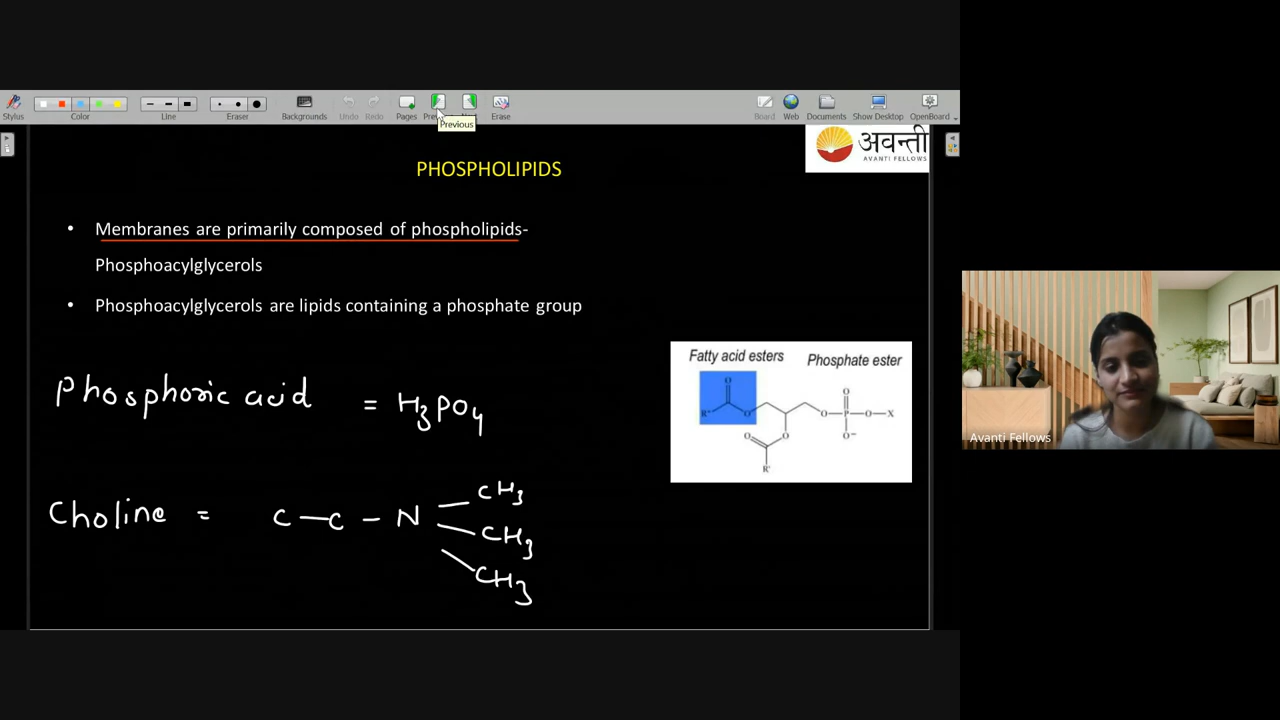 Stylus
Color
Line
Eraser
Backgrounds
Undo
Redo
Pages
Erase
Board
Web
Documents
Show Desktop
OpenBoard
Previous
अवन्ती
AVANTI FELLOWS
PHOSPHOLIPIDS
• Membranes are primarily composed of phospholipids-
Phosphoacylglycerols
• Phosphoacylglycerols are lipids containing a phosphate group
Fatty acid esters
Phosphate ester
O
O
R"
O
O
P
O
X
O
O
O⁻
R'
Phosphoric acid = H3PO4
Choline = C - C - N
CH3
CH3
CH3
Avanti Fellows